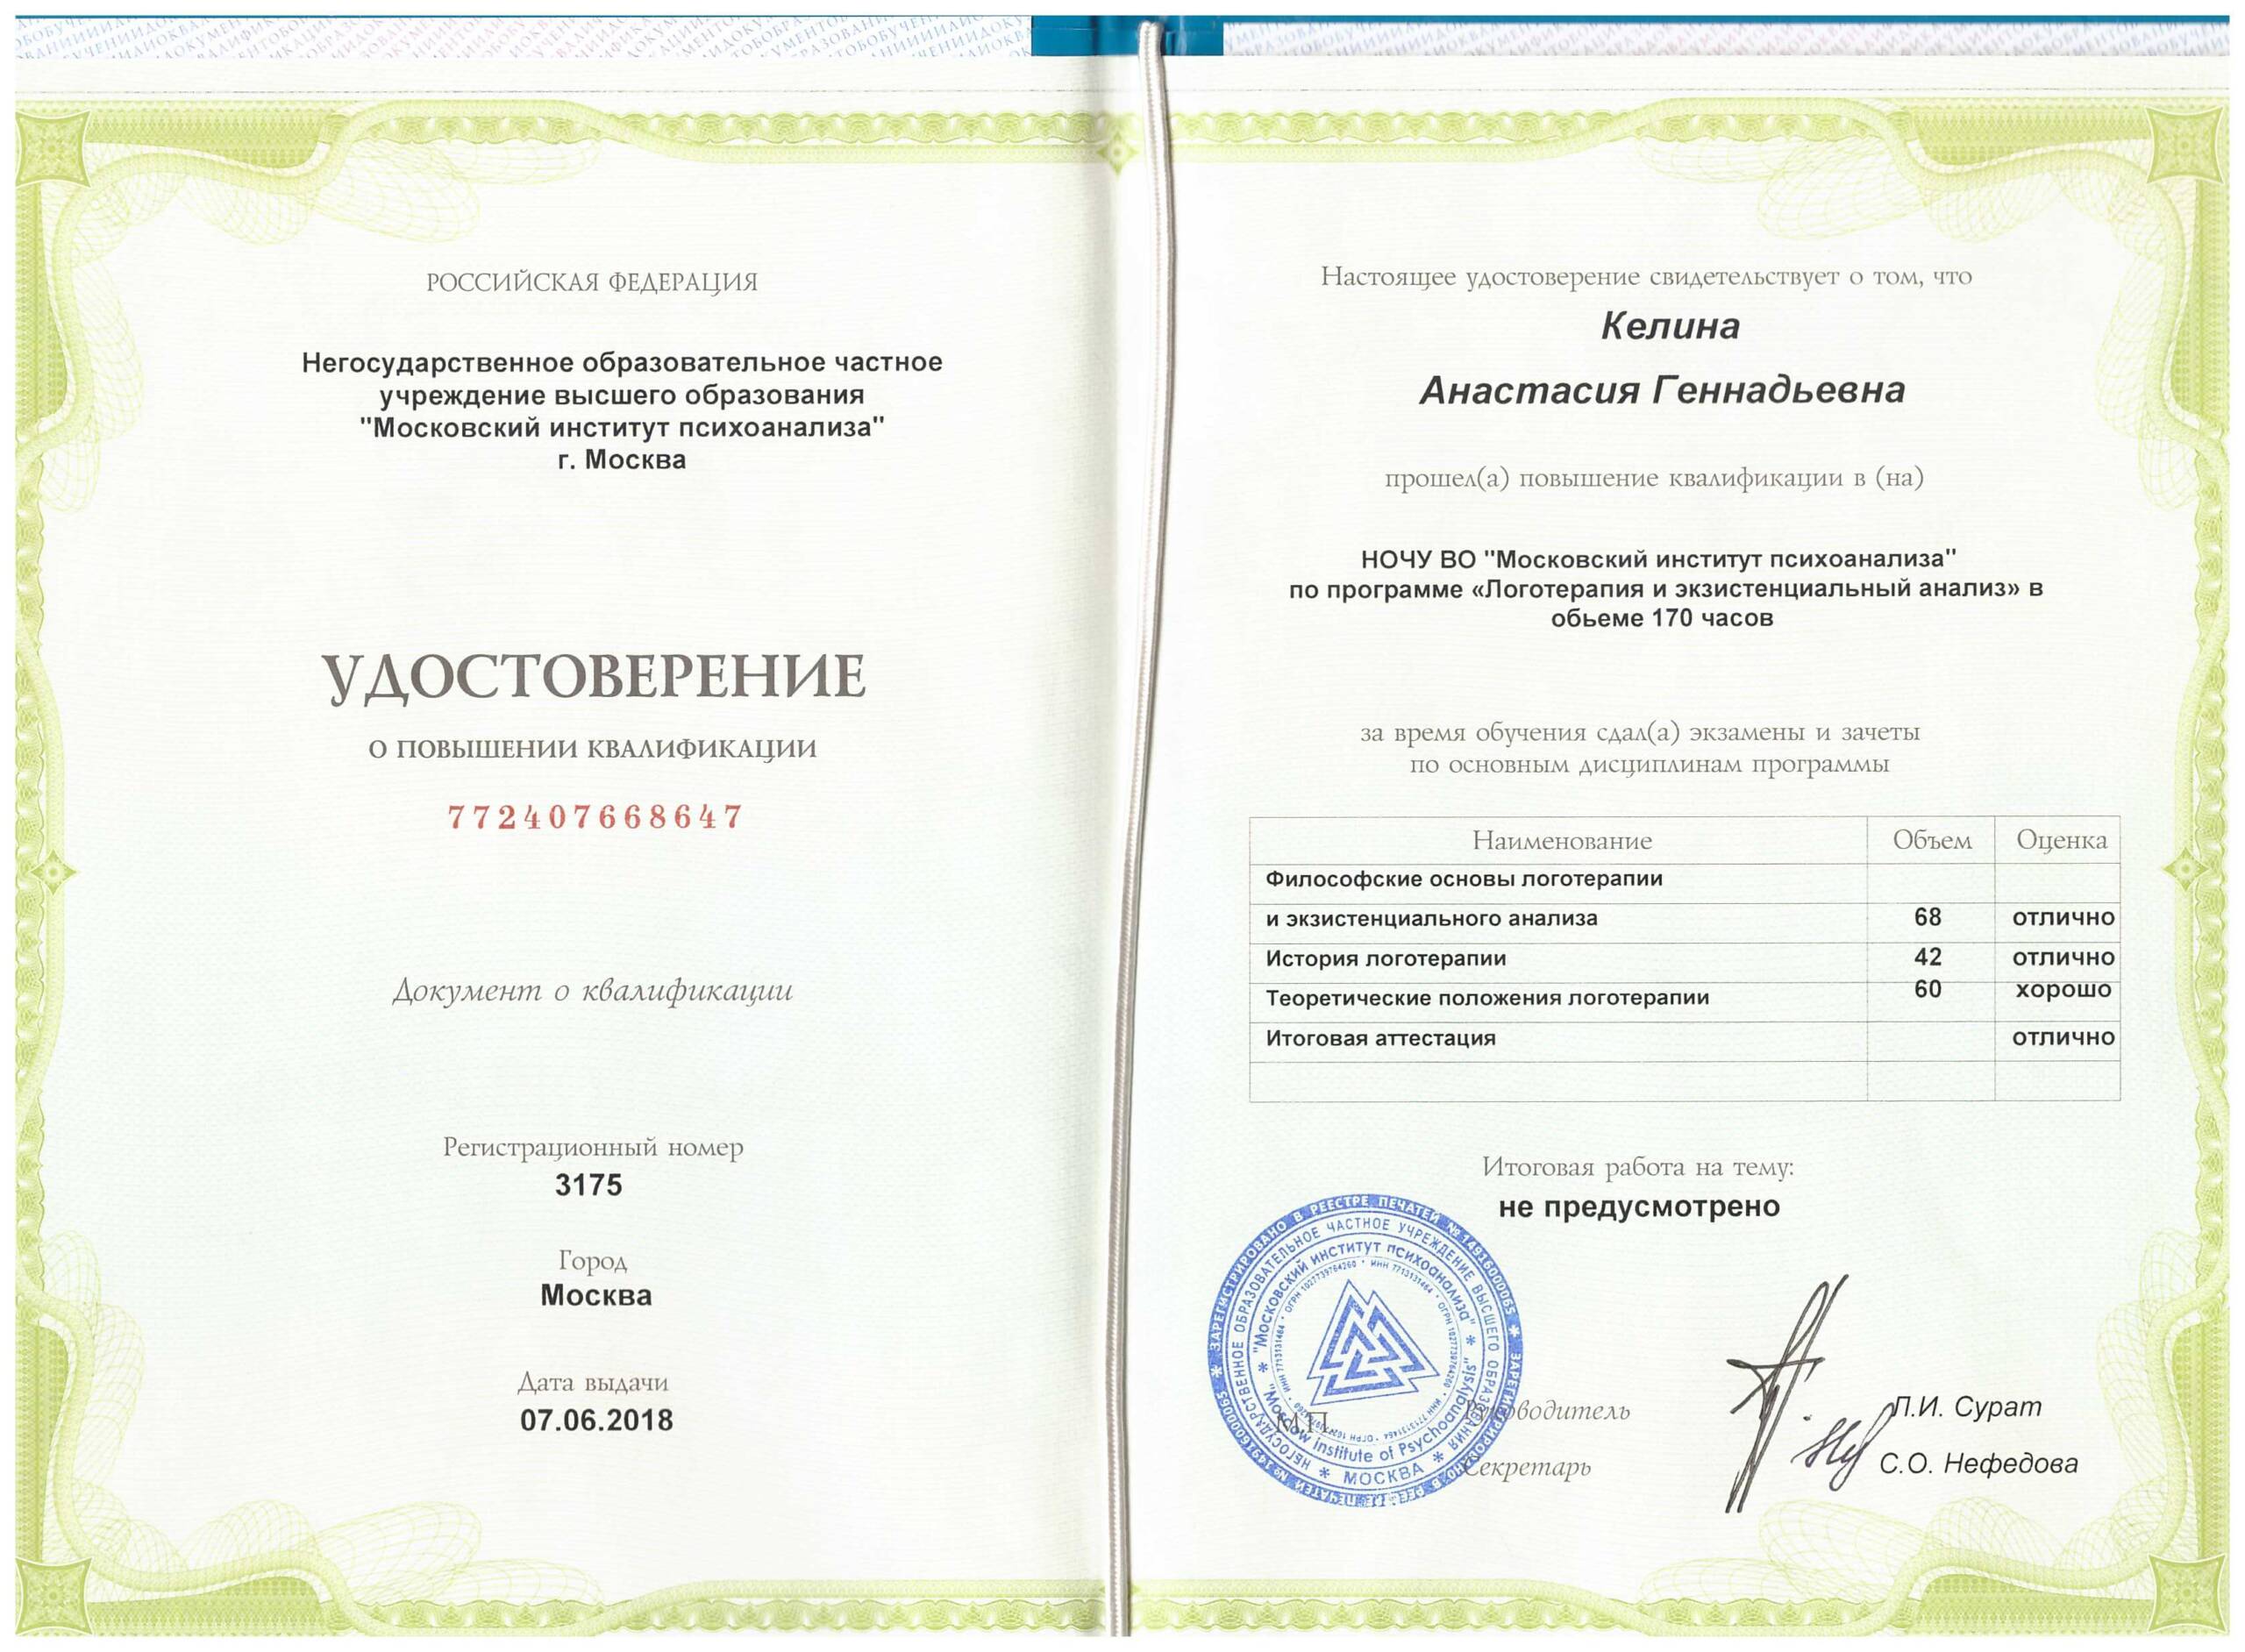 РОССИЙСКАЯ ФЕДЕРАЦИЯ
Негосударственное образовательное частное
учреждение высшего образования
"Московский институт психоанализа"
г. Москва
УДОСТОВЕРЕНИЕ
О ПОВЫШЕНИИ КВАЛИФИКАЦИИ
772407668647
Документ о квалификации
Регистрационный номер
3175
Город
Москва
Дата выдачи
07.06.2018
Настоящее удостоверение свидетельствует о том, что
Келина
Анастасия Геннадьевна
прошел(а) повышение квалификации в (на)
НОЧУ ВО "Московский институт психоанализа"
по программе «Логотерапия и экзистенциальный анализ» в
обьеме 170 часов
за время обучения сдал(а) экзамены и зачеты
по основным дисциплинам программы
Наименование Объем Оценка
Философские основы логотерапии
и экзистенциального анализа 68 отлично
История логотерапии 42 отлично
Теоретические положения логотерапии 60 хорошо
Итоговая аттестация отлично
Итоговая работа на тему:
не предусмотрено
ЗАРЕГИСТРИРОВАНО В РЕЕСТРЕ ПЕЧАТЕЙ № 1491600065
НЕГОСУДАРСТВЕННОЕ ОБРАЗОВАТЕЛЬНОЕ ЧАСТНОЕ УЧРЕЖДЕНИЕ ВЫСШЕГО ОБРАЗОВАНИЯ * МОСКВА *
"Московский институт психоанализа" * "Moscow Institute of Psychoanalysis" *
ОГРН 1027739764260 * ИНН 7713131464
М.П.
Руководитель Л.И. Сурат
Секретарь С.О. Нефедова